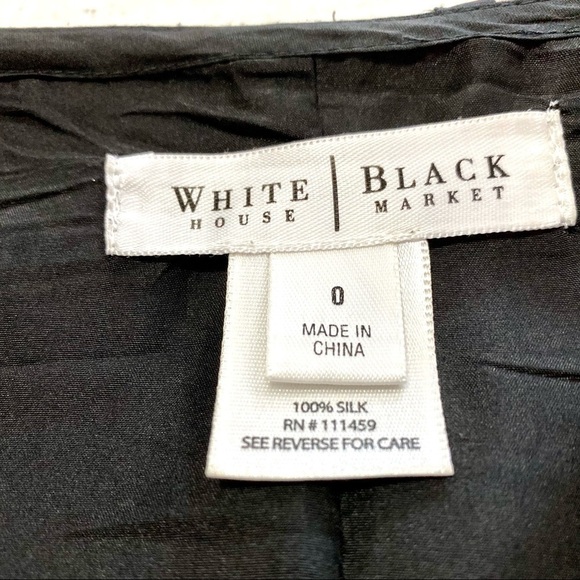 WHITE | BLACK
HOUSE MARKET
0
MADE IN
CHINA
100% SILK
RN # 111459
SEE REVERSE FOR CARE